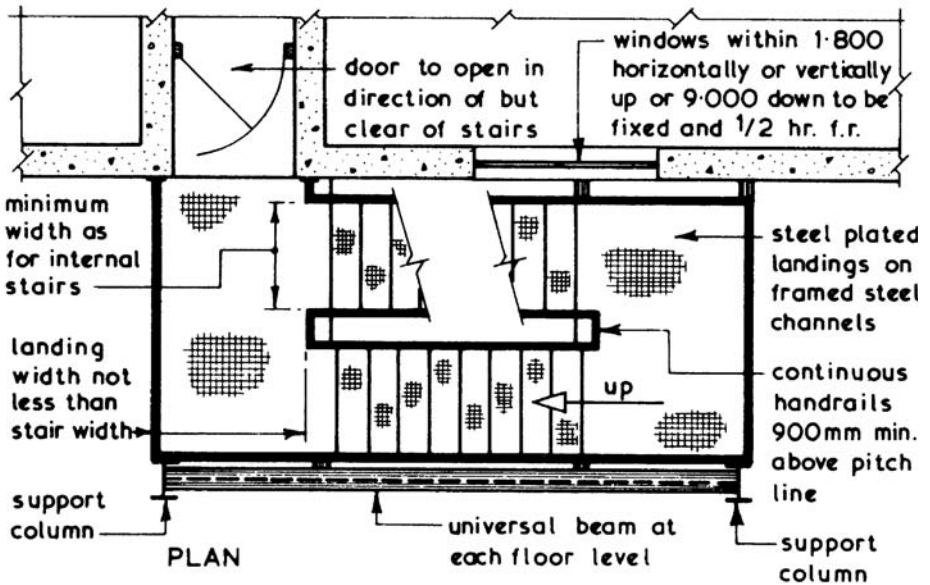 door to open in
direction of but
clear of stairs
windows within 1·800
horizontally or vertically
up or 9·000 down to be
fixed and 1/2 hr. f.r.
minimum
width as
for internal
stairs
steel plated
landings on
framed steel
channels
landing
width not
less than
stair width
up
continuous
handrails
900mm min.
above pitch
line
support
column
PLAN
universal beam at
each floor level
support
column